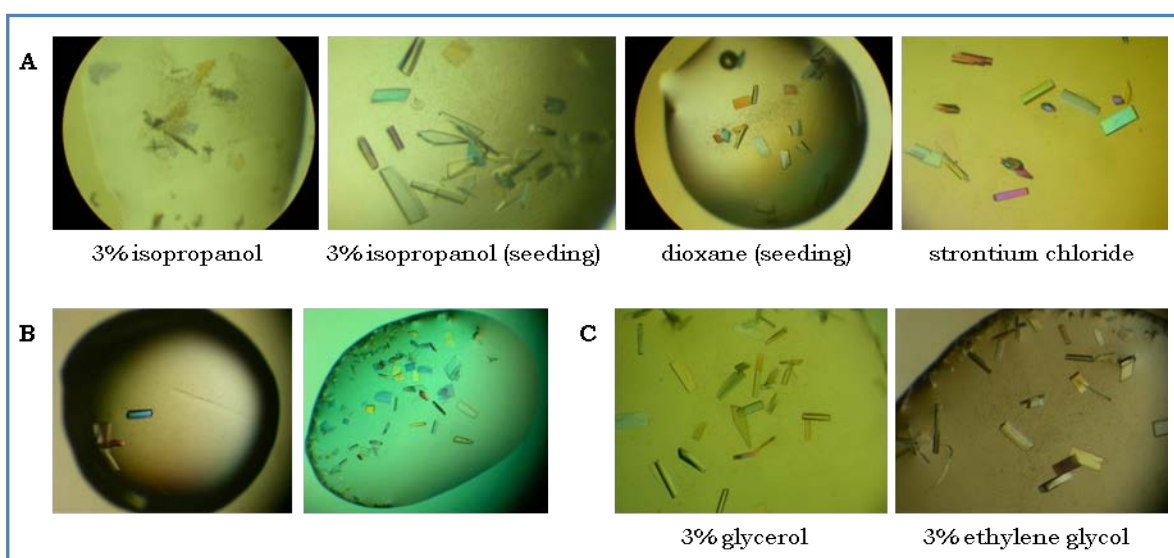 A
3% isopropanol
3% isopropanol (seeding)
dioxane (seeding)
strontium chloride
B
C
3% glycerol
3% ethylene glycol